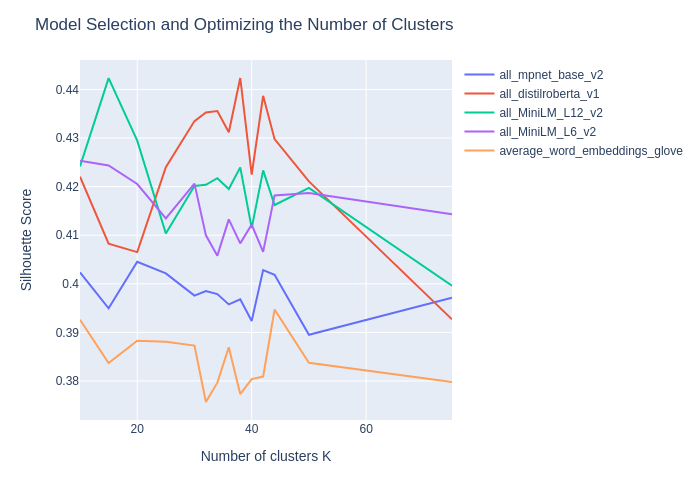 Model Selection and Optimizing the Number of Clusters
all_mpnet_base_v2
all_distilroberta_v1
all_MiniLM_L12_v2
all_MiniLM_L6_v2
average_word_embeddings_glove
Silhouette Score
0.44
0.43
0.42
0.41
0.4
0.39
0.38
20
40
60
Number of clusters K